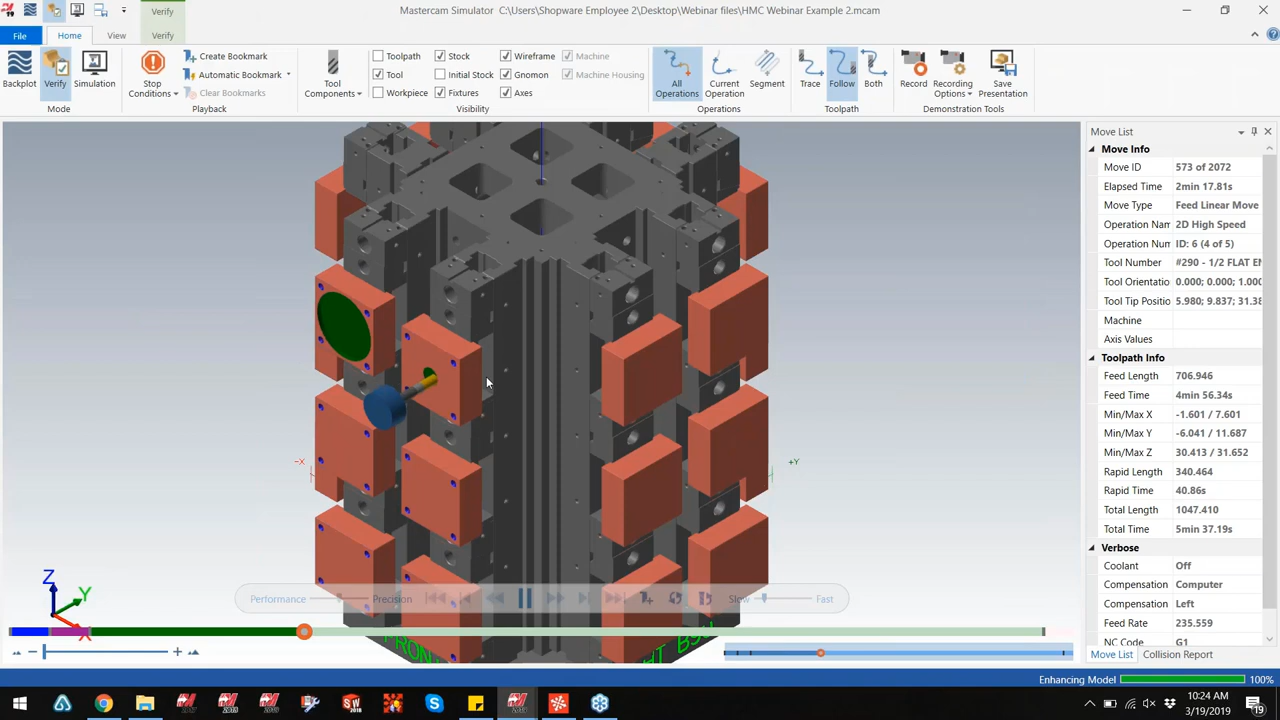 Verify
Mastercam Simulator C:\Users\Shopware Employee 2\Desktop\Webinar files\HMC Webinar Example 2.mcam
File Home View Verify
Backplot Verify Simulation
Mode
Stop Conditions
Create Bookmark
Automatic Bookmark
Clear Bookmarks
Playback
Tool Components
Toolpath Stock Wireframe Machine
Tool Initial Stock Gnomon Machine Housing
Workpiece Fixtures Axes
Visibility
All Operations Current Operation Segment
Operations
Trace Follow Both
Toolpath
Record Recording Options Save Presentation
Demonstration Tools
Move List
Move Info
Move ID 573 of 2072
Elapsed Time 2min 17.81s
Move Type Feed Linear Move
Operation Nam 2D High Speed
Operation Num ID: 6 (4 of 5)
Tool Number #290 - 1/2 FLAT EN
Tool Orientatio 0.000; 0.000; 1.000
Tool Tip Positio 5.980; 9.837; 31.38
Machine
Axis Values
Toolpath Info
Feed Length 706.946
Feed Time 4min 56.34s
Min/Max X -1.601 / 7.601
Min/Max Y -6.041 / 11.687
Min/Max Z 30.413 / 31.652
Rapid Length 340.464
Rapid Time 40.86s
Total Length 1047.410
Total Time 5min 37.19s
Verbose
Coolant Off
Compensation Computer
Compensation Left
Feed Rate 235.559
NC Code G1
Move List Collision Report
-X +Y
Z
Y
X
Performance Precision Slow Fast
Enhancing Model 100%
10:24 AM
3/19/2019
19